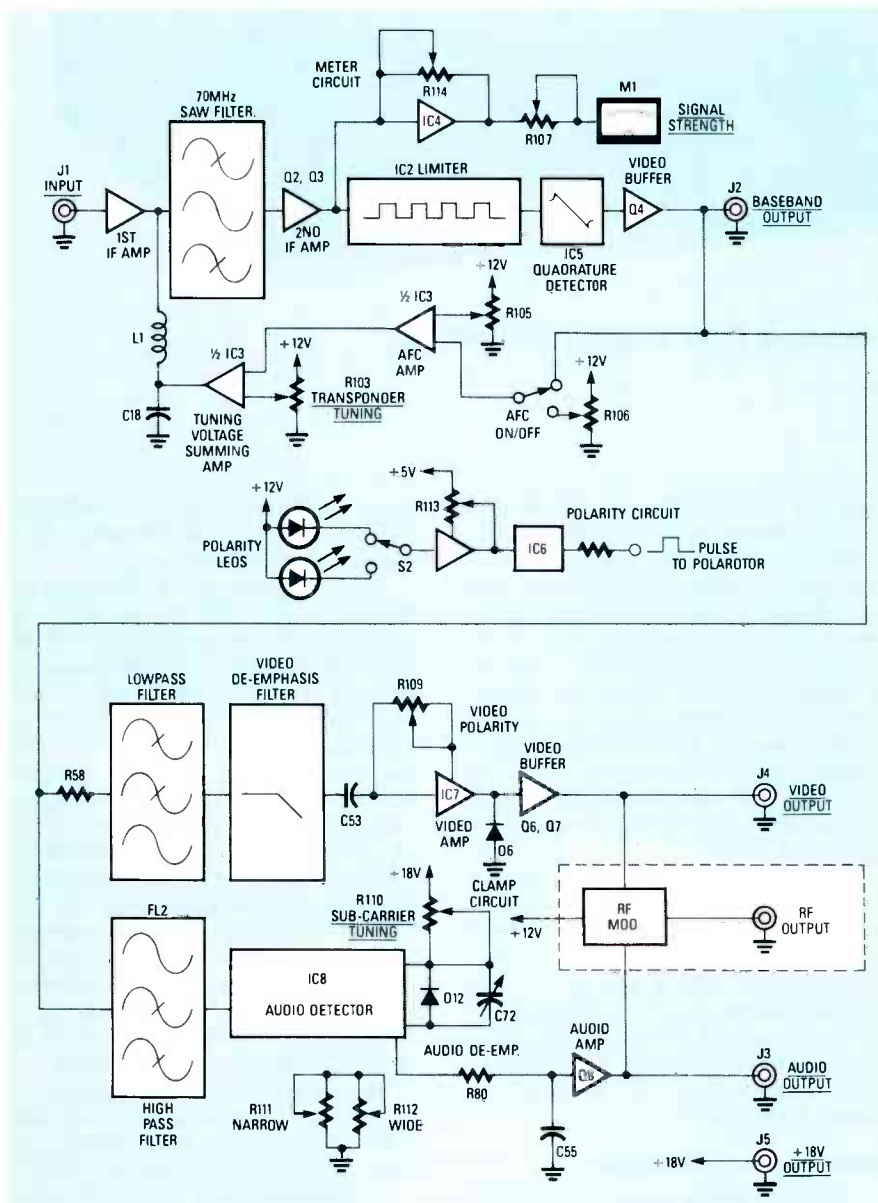 METER
CIRCUIT
R114
IC4
R107
M1
SIGNAL
STRENGTH
70MHz
SAW FILTER.
J1
INPUT
1ST
IF AMP
Q2, Q3
2NO
IF AMP
IC2 LIMITER
IC5
QUADRATURE
DETECTOR
VIDEO
BUFFER
Q4
J2
BASEBAND
OUTPUT
L1
C18
½ IC3
TUNING
VOLTAGE
SUMMING
AMP
+12V
R103
TRANSPONDER
TUNING
½ IC3
AFC
AMP
+12V
R105
AFC
ON/OFF
+12V
R106
+12V
POLARITY
LEOS
S2
+5V
R113
IC6
POLARITY CIRCUIT
PULSE
TO POLAROTOR
LOWPASS
FILTER
VIDEO
DE-EMPHASIS
FILTER
R58
C53
R109
VIDEO
POLARITY
IC7
VIDEO
AMP
O6
CLAMP
CIRCUIT
VIDEO
BUFFER
Q6, Q7
J4
VIDEO
OUTPUT
RF
MOO
+12V
RF
OUTPUT
FL2
HIGH
PASS
FILTER
IC8
AUDIO DETECTOR
+18V
R110
SUB-CARRIER
TUNING
O12
C72
R111
NARROW
R112
WIDE
AUDIO DE-EMP.
R80
C55
AUDIO
AMP
Q8
J3
AUDIO
OUTPUT
+18V
J5
+18V
OUTPUT